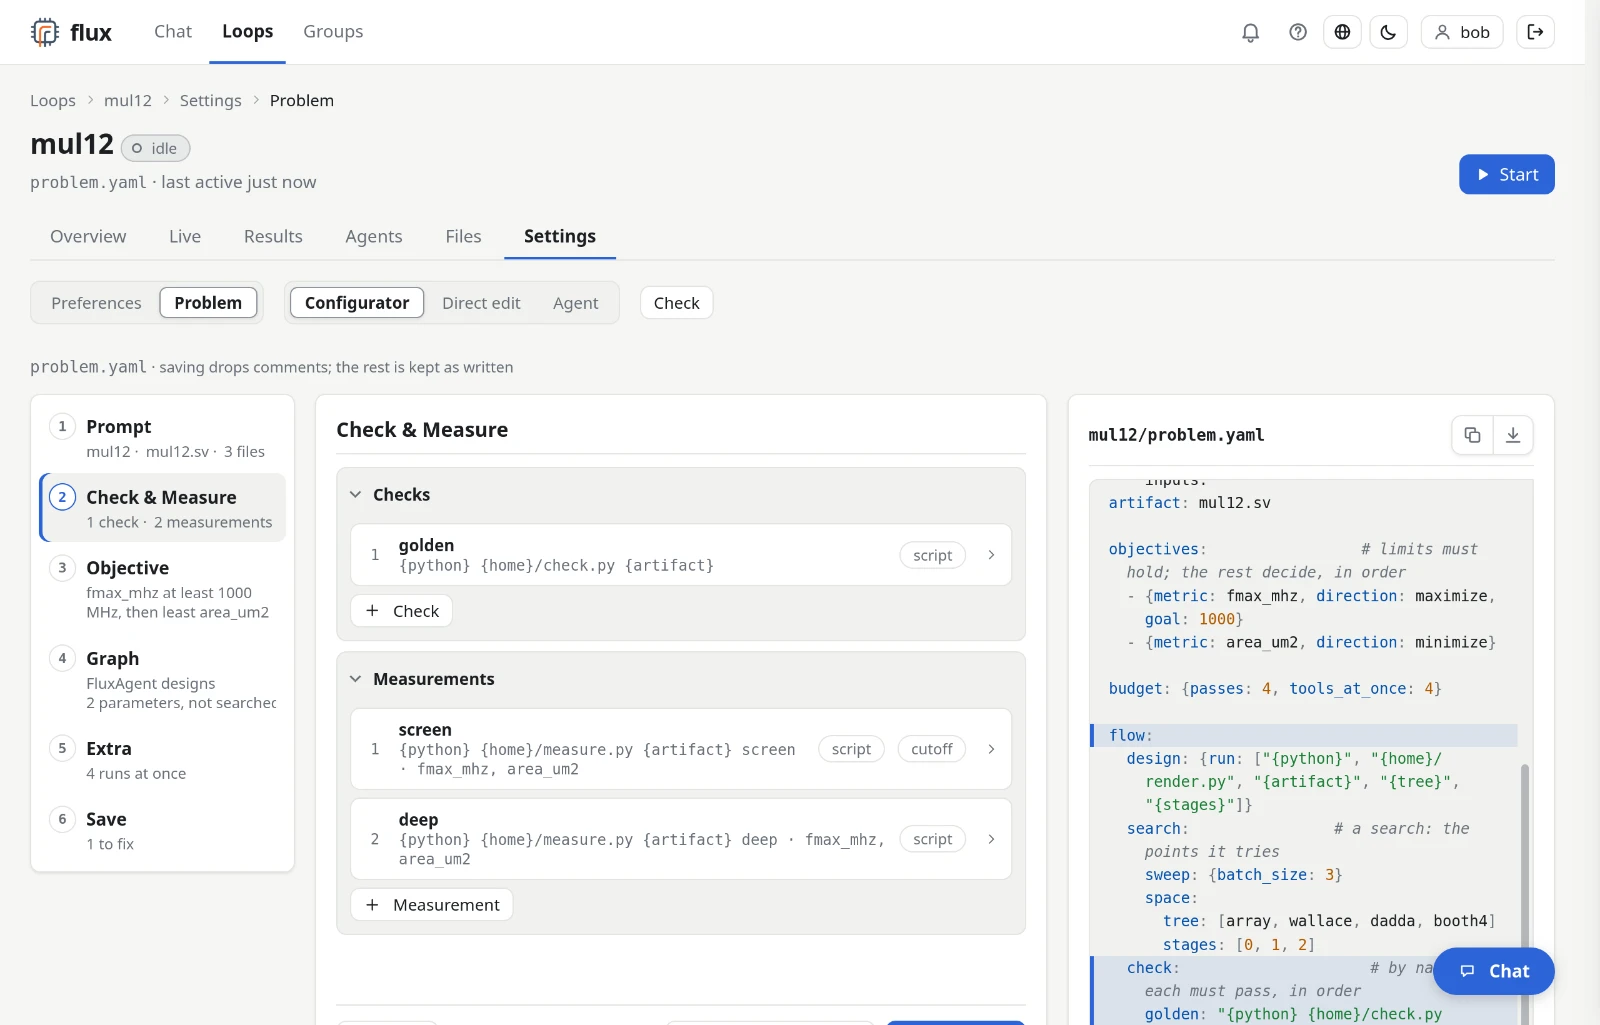 flux
Chat
Loops
Groups
bob
Loops > mul12 > Settings > Problem
mul12
idle
problem.yaml · last active just now
Start
Overview
Live
Results
Agents
Files
Settings
Preferences
Problem
Configurator
Direct edit
Agent
Check
problem.yaml · saving drops comments; the rest is kept as written
1
Prompt
mul12 · mul12.sv · 3 files
2
Check & Measure
1 check · 2 measurements
3
Objective
fmax_mhz at least 1000
MHz, then least area_um2
4
Graph
FluxAgent designs
2 parameters, not searched
5
Extra
4 runs at once
6
Save
1 to fix
Check & Measure
Checks
1
golden
{python} {home}/check.py {artifact}
script
+ Check
Measurements
1
screen
{python} {home}/measure.py {artifact} screen
· fmax_mhz, area_um2
script
cutoff
2
deep
{python} {home}/measure.py {artifact} deep · fmax_mhz,
area_um2
script
+ Measurement
mul12/problem.yaml
inputs:
artifact: mul12.sv
objectives: # limits must
hold; the rest decide, in order
- {metric: fmax_mhz, direction: maximize,
goal: 1000}
- {metric: area_um2, direction: minimize}
budget: {passes: 4, tools_at_once: 4}
flow:
design: {run: ["{python}", "{home}/
render.py", "{artifact}", "{tree}",
"{stages}"]}
search: # a search: the
points it tries
sweep: {batch_size: 3}
space:
tree: [array, wallace, dadda, booth4]
stages: [0, 1, 2]
check: # by na
each must pass, in order
golden: "{python} {home}/check.py
Chat